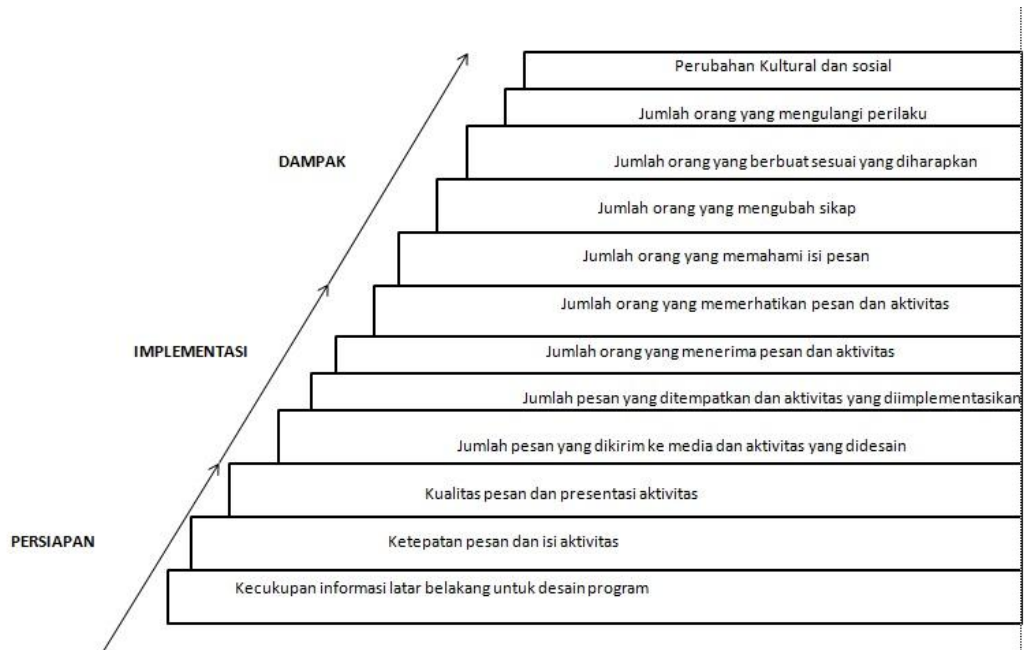 Perubahan Kultural dan sosial
Jumlah orang yang mengulangi perilaku
DAMPAK
Jumlah orang yang berbuat sesuai yang diharapkan
Jumlah orang yang mengubah sikap
Jumlah orang yang memahami isi pesan
Jumlah orang yang memerhatikan pesan dan aktivitas
IMPLEMENTASI
Jumlah orang yang menerima pesan dan aktivitas
Jumlah pesan yang ditempatkan dan aktivitas yang diimplementasikan
Jumlah pesan yang dikirim ke media dan aktivitas yang didesain
Kualitas pesan dan presentasi aktivitas
PERSIAPAN
Ketepatan pesan dan isi aktivitas
Kecukupan informasi latar belakang untuk desain program